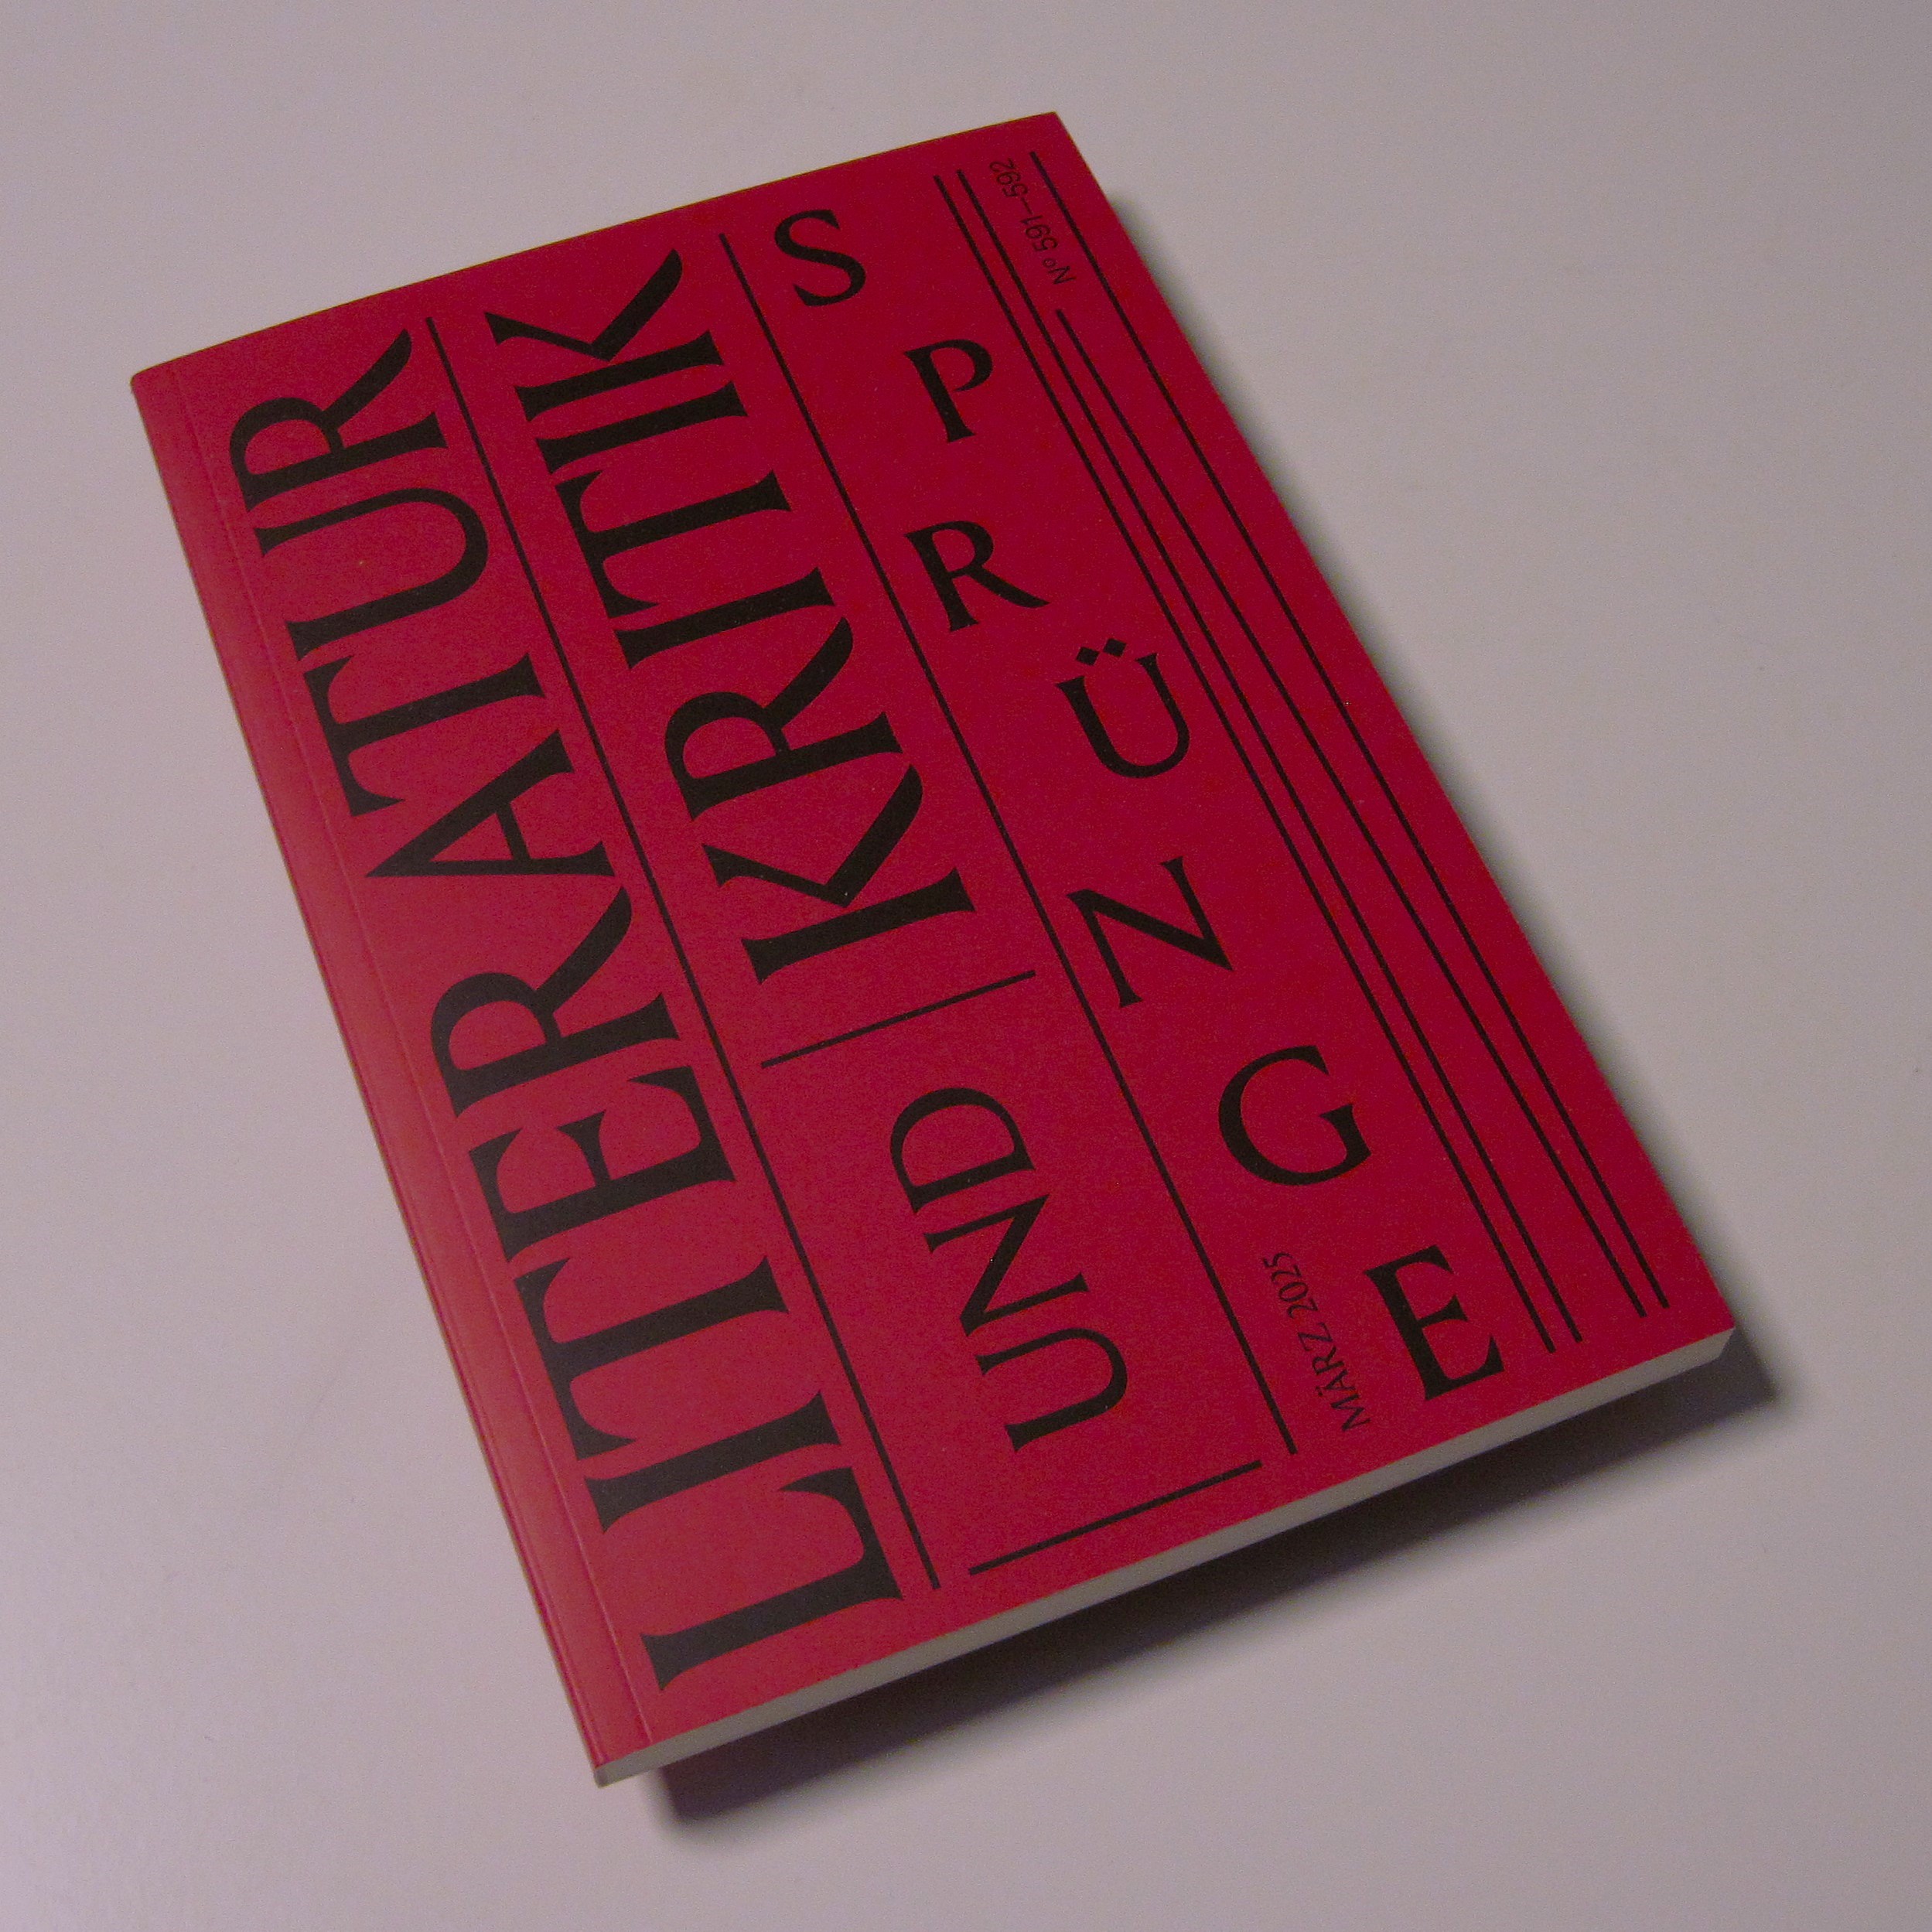 LITERATUR
UND KRITIK
SPRÜNGE
MÄRZ 2025
Nº 591–592